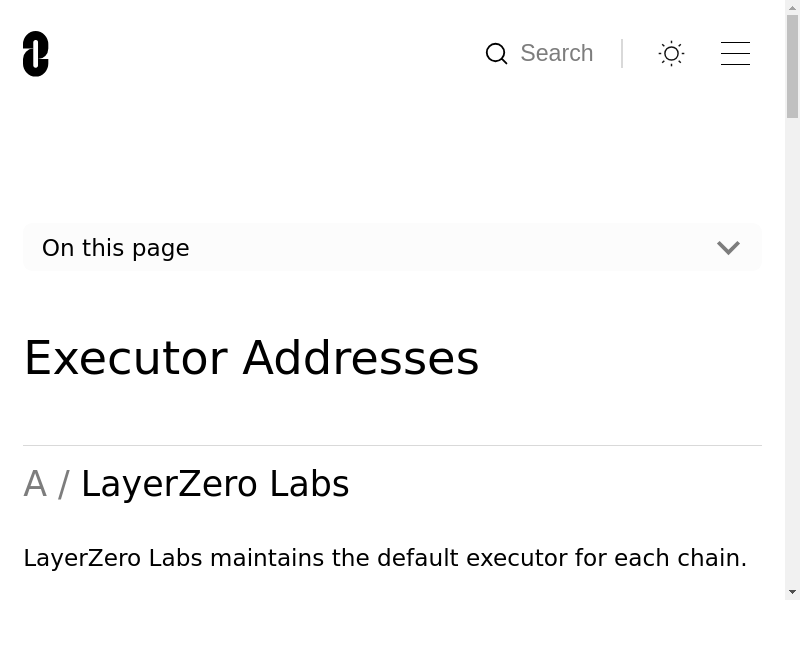 Search
On this page
Executor Addresses
A / LayerZero Labs
LayerZero Labs maintains the default executor for each chain.